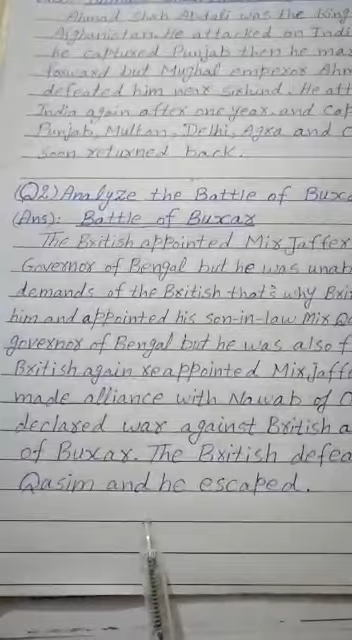 Ahmad Shah Abdali was the king
Afghanistan. He attacked on Indi
he captured Punjab then he ma
forward but Mughal emperor Ahm
defeated him near Sirhind. He att
India again after one year and Cap
Punjab, Multan, Delhi, Agra and C
soon returned back.
(Q2) Analyze the Battle of Buxa
(Ans): Battle of Buxar
The British appointed Mir Jaffer
Governor of Bengal but he was unab
demands of the British that's why Bri
him and appointed his son-in-law Mir Qa
governor of Bengal but he was also f
British again reappointed Mir Jaff
made alliance with Nawab of O
declared war against British a
of Buxar. The British defea
Qasim and he escaped.